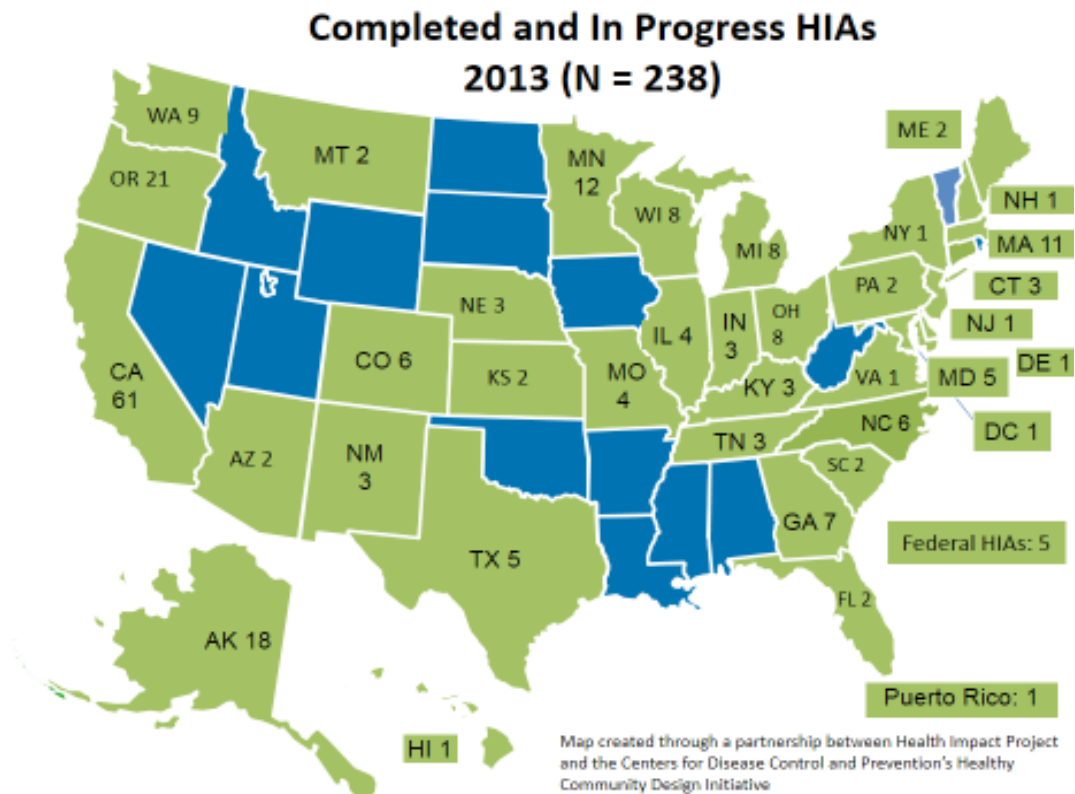 Completed and In Progress HIAs
2013 (N = 238)
WA 9
MT 2
OR 21
MN
12
WI 8
MI 8
ME 2
NH 1
NY 1
MA 11
CT 3
PA 2
NJ 1
DE 1
MD 5
DC 1
NE 3
IL 4
IN
3
OH
8
CA
61
CO 6
KS 2
MO
4
KY 3
VA 1
NC 6
TN 3
SC 2
AZ 2
NM
3
GA 7
TX 5
Federal HIAs: 5
FL 2
AK 18
Puerto Rico: 1
HI 1
Map created through a partnership between Health Impact Project
and the Centers for Disease Control and Prevention's Healthy
Community Design Initiative